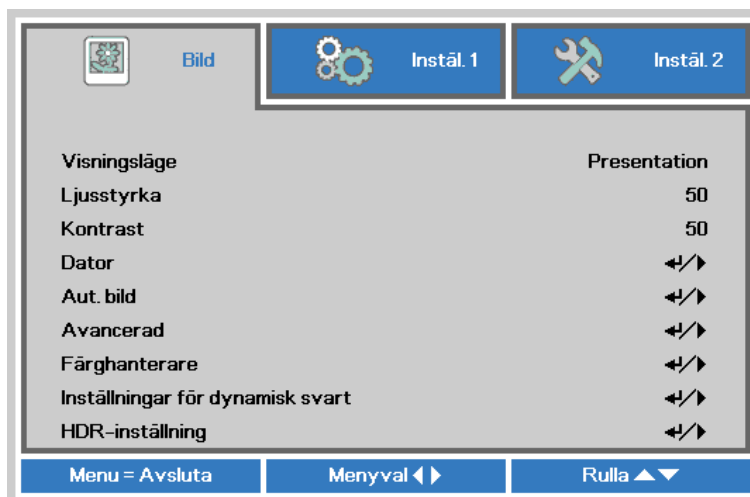 Bild Instäl. 1 Instäl. 2
Visningsläge Presentation
Ljusstyrka 50
Kontrast 50
Dator ↵/▶
Aut. bild ↵/▶
Avancerad ↵/▶
Färghanterare ↵/▶
Inställningar för dynamisk svart ↵/▶
HDR-inställning ↵/▶
Menu = Avsluta Menyval ◀▶ Rulla ▲▼